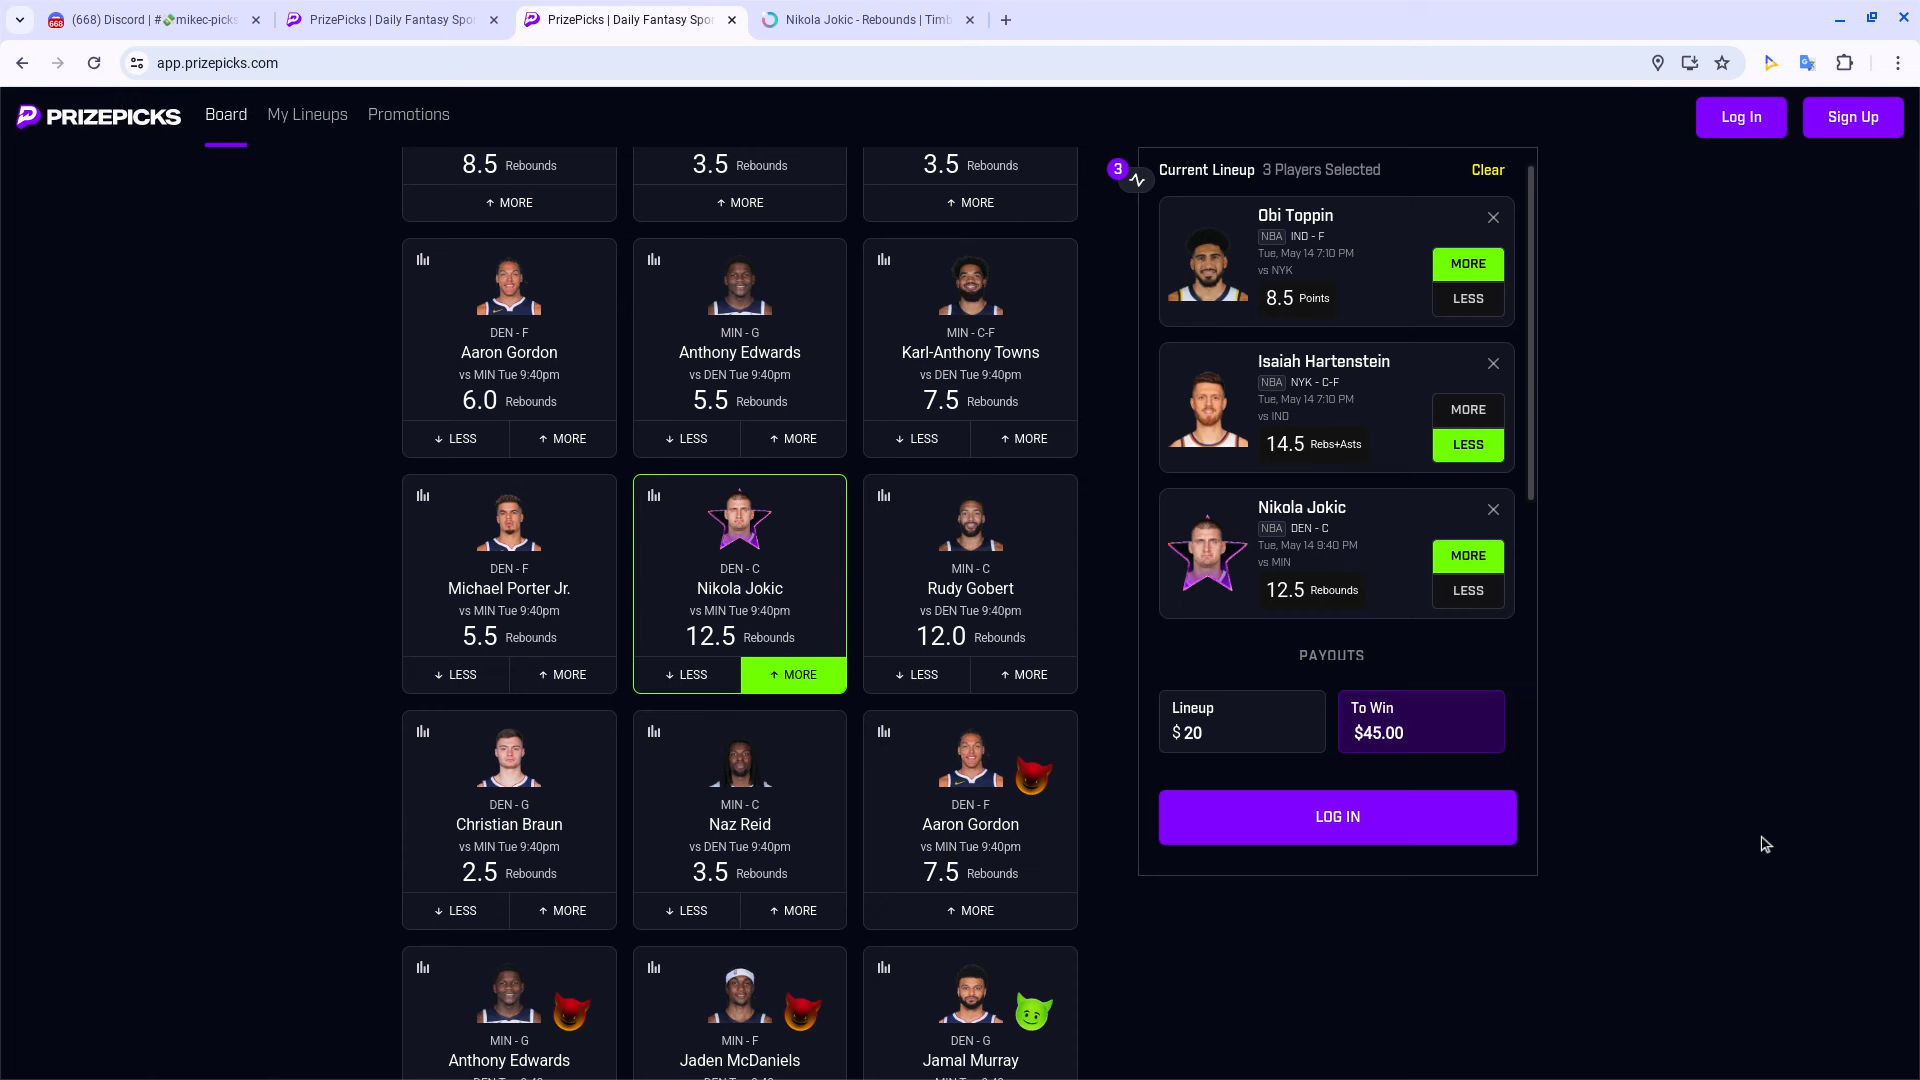 (668) Discord | #💸mikec-picks
PrizePicks | Daily Fantasy Spor
PrizePicks | Daily Fantasy Spor
Nikola Jokic - Rebounds | Timb
app.prizepicks.com
PRIZEPICKS
Board
My Lineups
Promotions
Log In
Sign Up
8.5 Rebounds
3.5 Rebounds
3.5 Rebounds
↑ MORE
↑ MORE
↑ MORE
DEN - F
Aaron Gordon
vs MIN Tue 9:40pm
6.0 Rebounds
↓ LESS
↑ MORE
MIN - G
Anthony Edwards
vs DEN Tue 9:40pm
5.5 Rebounds
↓ LESS
↑ MORE
MIN - C-F
Karl-Anthony Towns
vs DEN Tue 9:40pm
7.5 Rebounds
↓ LESS
↑ MORE
DEN - F
Michael Porter Jr.
vs MIN Tue 9:40pm
5.5 Rebounds
↓ LESS
↑ MORE
DEN - C
Nikola Jokic
vs MIN Tue 9:40pm
12.5 Rebounds
↓ LESS
↑ MORE
MIN - C
Rudy Gobert
vs DEN Tue 9:40pm
12.0 Rebounds
↓ LESS
↑ MORE
DEN - G
Christian Braun
vs MIN Tue 9:40pm
2.5 Rebounds
↓ LESS
↑ MORE
MIN - C
Naz Reid
vs DEN Tue 9:40pm
3.5 Rebounds
↓ LESS
↑ MORE
DEN - F
Aaron Gordon
vs MIN Tue 9:40pm
7.5 Rebounds
↑ MORE
MIN - G
Anthony Edwards
MIN - F
Jaden McDaniels
DEN - G
Jamal Murray
3
Current Lineup 3 Players Selected
Clear
Obi Toppin
NBA IND - F
Tue, May 14 7:10 PM
vs NYK
8.5 Points
MORE
LESS
Isaiah Hartenstein
NBA NYK - C-F
Tue, May 14 7:10 PM
vs IND
14.5 Rebs+Asts
MORE
LESS
Nikola Jokic
NBA DEN - C
Tue, May 14 9:40 PM
vs MIN
12.5 Rebounds
MORE
LESS
PAYOUTS
Lineup
$ 20
To Win
$45.00
LOG IN